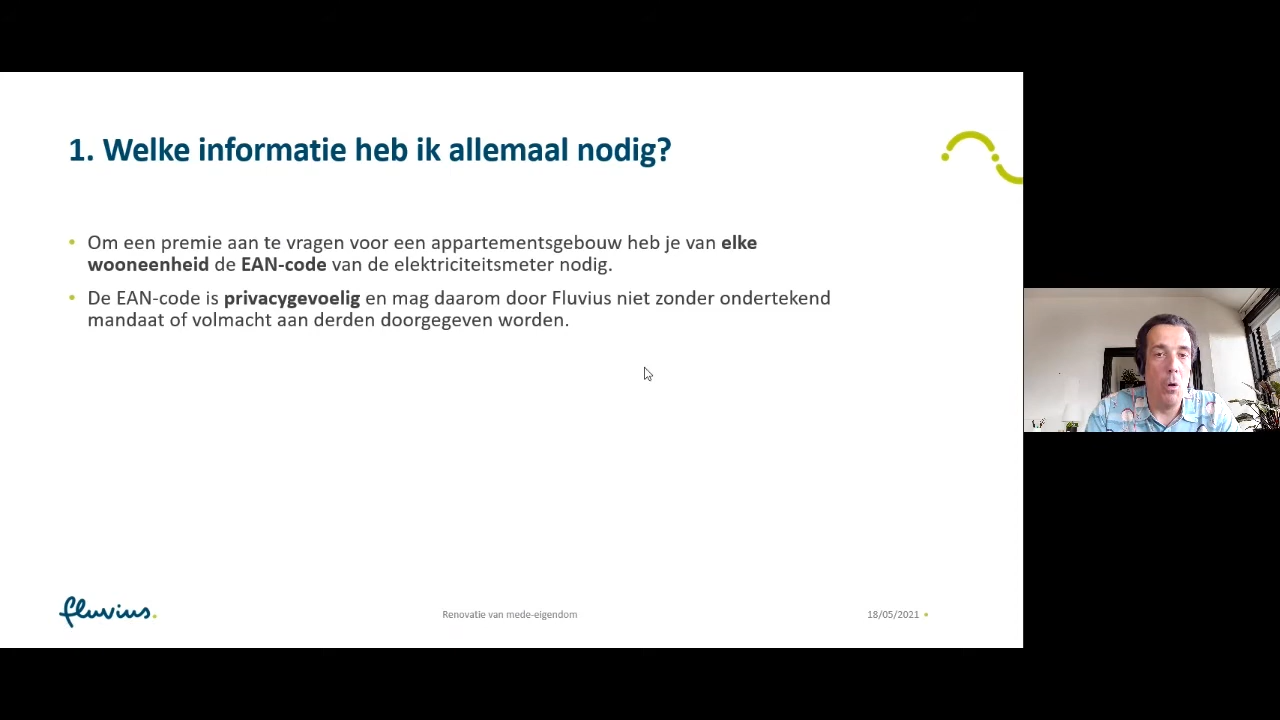 1. Welke informatie heb ik allemaal nodig?
• Om een premie aan te vragen voor een appartementsgebouw heb je van elke
wooneenheid de EAN-code van de elektriciteitsmeter nodig.
• De EAN-code is privacygevoelig en mag daarom door Fluvius niet zonder ondertekend
mandaat of volmacht aan derden doorgegeven worden.
fluvius.
Renovatie van mede-eigendom
18/05/2021